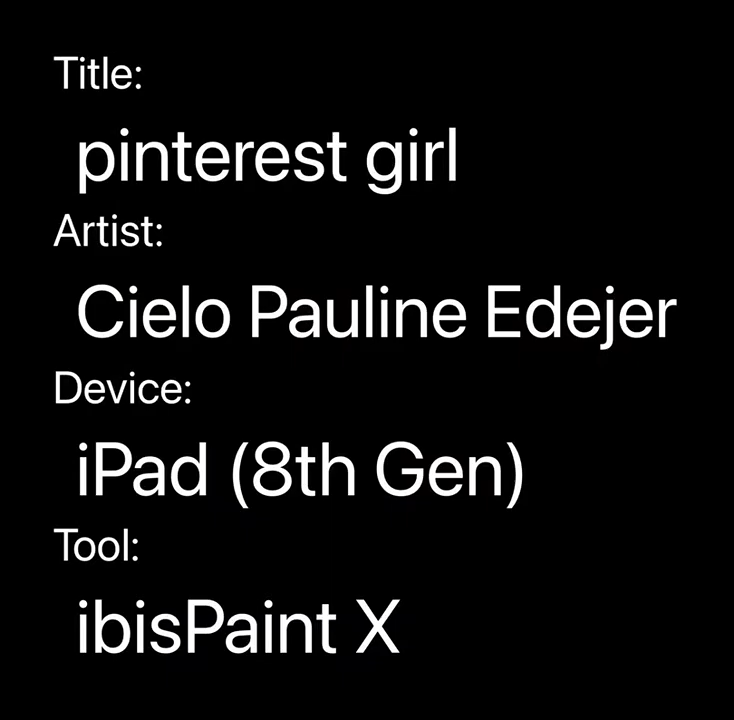 Title:
pinterest girl
Artist:
Cielo Pauline Edejer
Device:
iPad (8th Gen)
Tool:
ibisPaint X